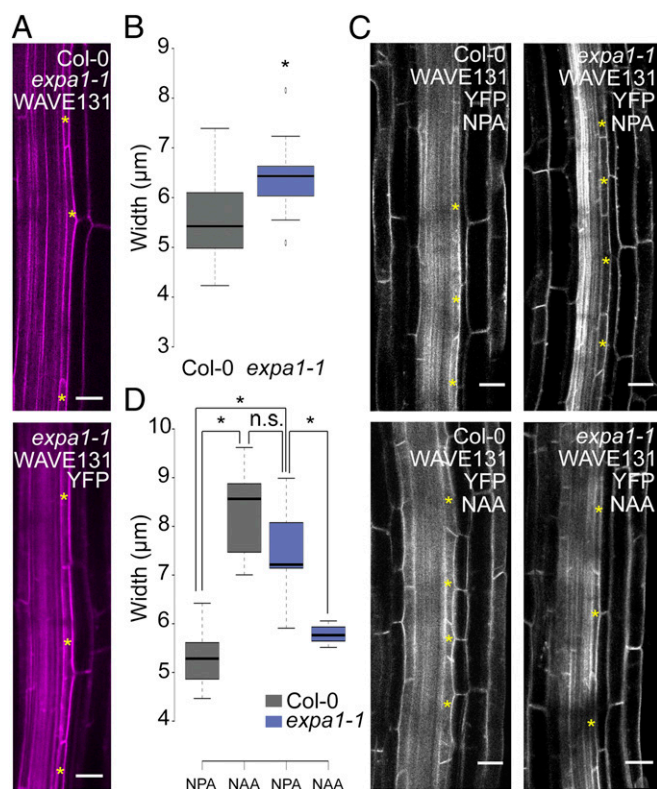 A
Col-0
expa1-1
WAVE131
expa1-1
WAVE131
YFP
B
9
8
7
6
5
4
3
Width (µm)
*
Col-0 expa1-1
C
Col-0
WAVE131
YFP
NPA
expa1-1
WAVE131
YFP
NPA
Col-0
WAVE131
YFP
NAA
expa1-1
WAVE131
YFP
NAA
D
10
9
8
7
6
5
4
Width (µm)
*
* n.s. *
Col-0
expa1-1
NPA NAA NPA NAA